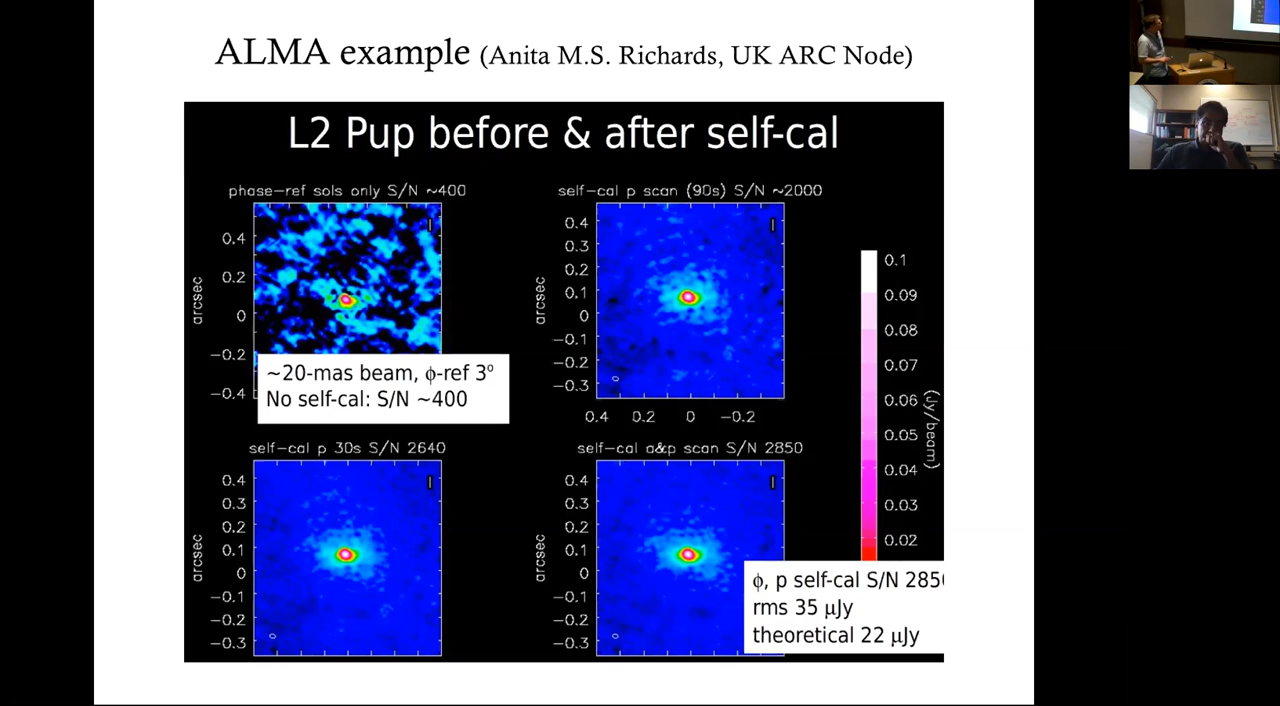 ALMA example (Anita M.S. Richards, UK ARC Node)
L2 Pup before & after self-cal
phase-ref sols only S/N ~400
0.4
0.2
0
−0.2
−0.4
arcsec
~20-mas beam, ϕ-ref 3º
No self-cal: S/N ~400
self-cal p scan (90s) S/N ~2000
0.4
0.3
0.2
0.1
0
−0.1
−0.2
−0.3
arcsec
0.4 0.2 0 −0.2
0.1
0.09
0.08
0.07
0.06
0.05
0.04
0.03
0.02
(Jy/beam)
self-cal p 30s S/N 2640
0.4
0.3
0.2
0.1
0
−0.1
−0.2
−0.3
arcsec
self-cal a&p scan S/N 2850
0.4
0.3
0.2
0.1
0
−0.1
−0.2
−0.3
arcsec
ϕ, p self-cal S/N 2850
rms 35 μJy
theoretical 22 μJy